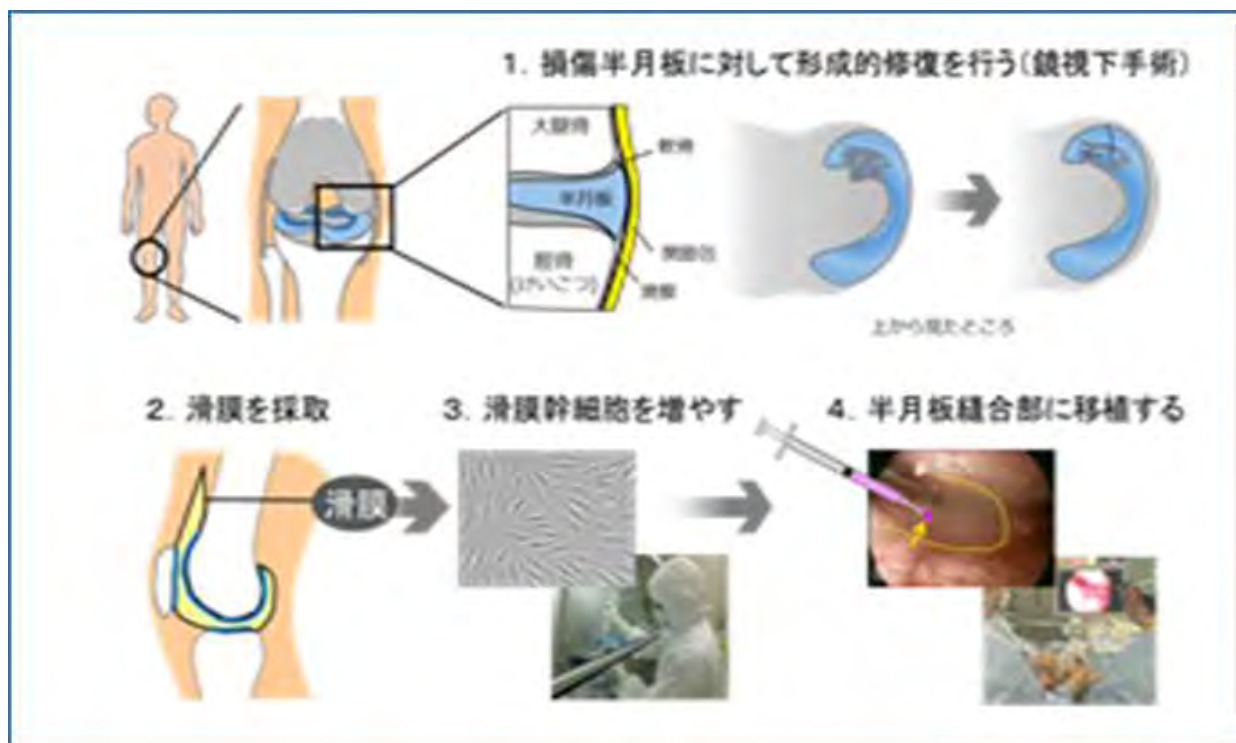 1. 損傷半月板に対して形成的修復を行う(鏡視下手術)
大腿骨
軟骨
半月板
関節包
脛骨
(けいこつ)
滑膜
上から見たところ
2. 滑膜を採取
3. 滑膜幹細胞を増やす
4. 半月板縫合部に移植する
滑膜